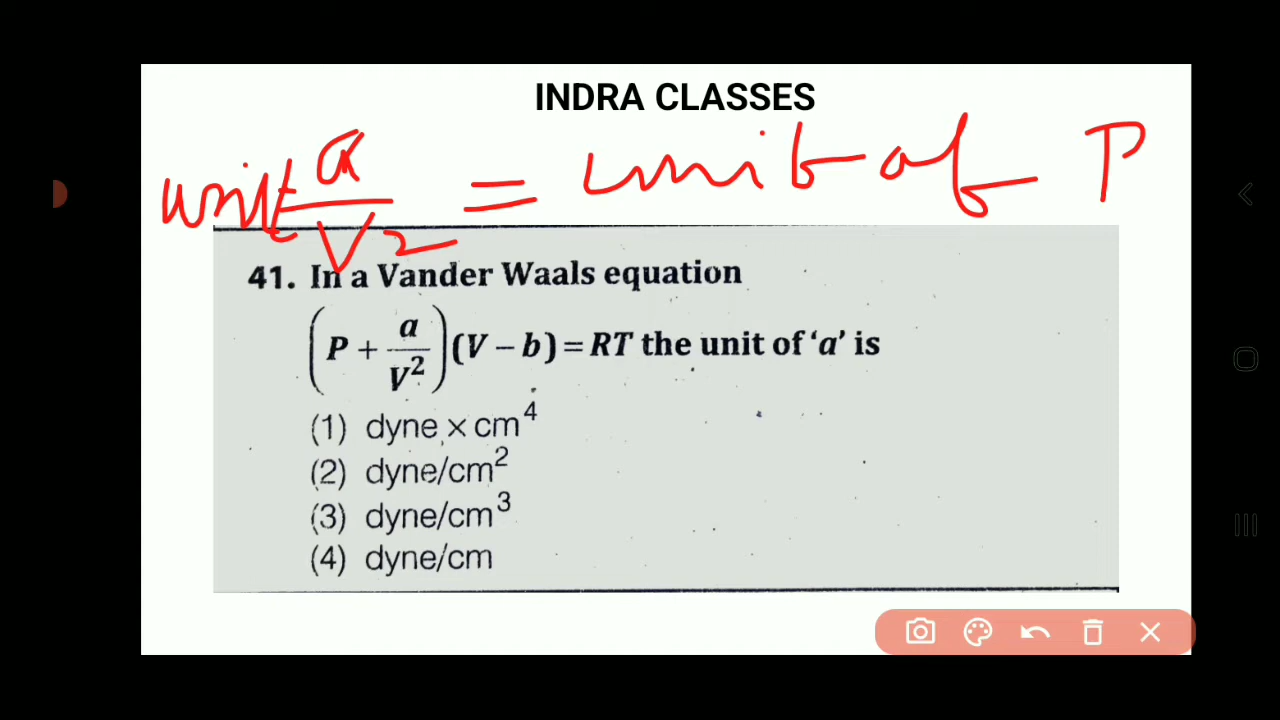 INDRA CLASSES
unit a/V2 = unit of P
41. In a Vander Waals equation
(P + a/V²) (V − b) = RT the unit of ‘a’ is
(1) dyne × cm⁴
(2) dyne/cm²
(3) dyne/cm³
(4) dyne/cm